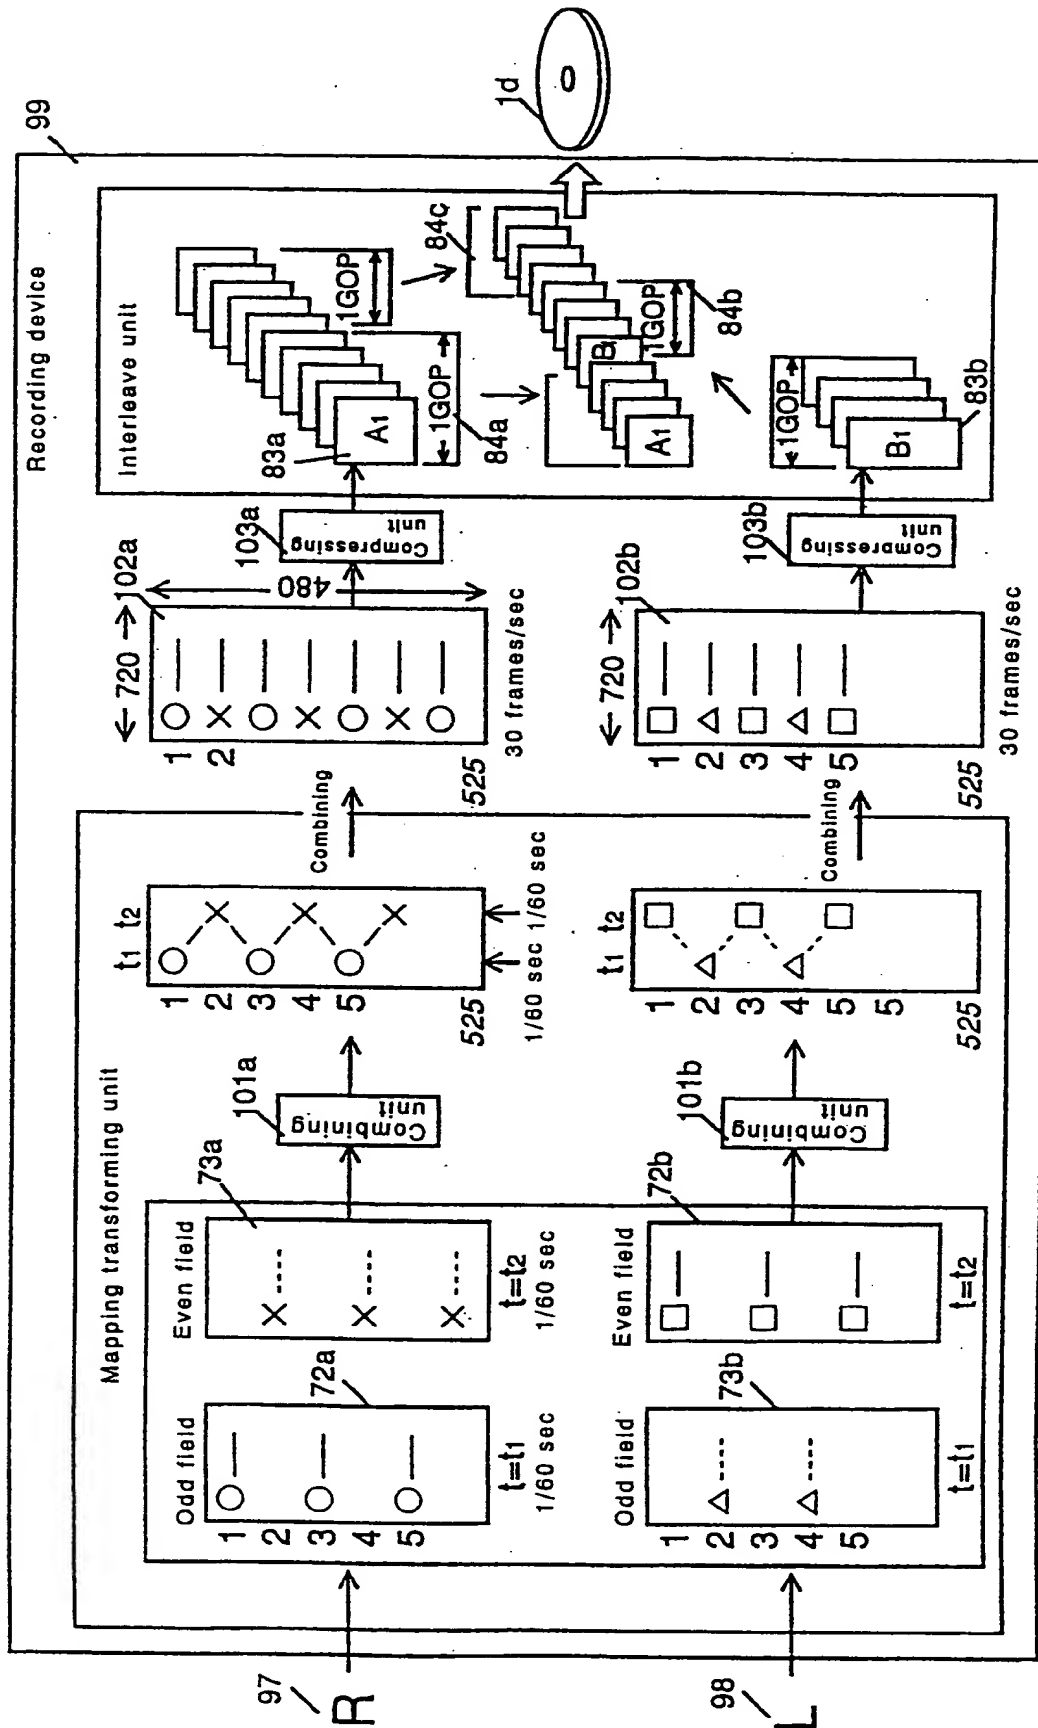 Recording device
99
Mapping transforming unit
Interleave unit
97
R
Odd field
72a
1
2
3
4
5
t=t1
1/60 sec
Even field
73a
t=t2
1/60 sec
101a
Combining unit
t1 t2
1
2
3
4
5
525
1/60 sec 1/60 sec
Combining
720
102a
480
1
2
525
30 frames/sec
103a
Compressing unit
83a
A1
1GOP
84a
1GOP
84c
A1
B1
1GOP
84b
1d
98
L
Odd field
73b
1
2
3
4
5
t=t1
Even field
72b
t=t2
101b
Combining unit
t1 t2
1
2
3
4
5
5
525
Combining
720
102b
1
2
3
4
5
525
30 frames/sec
103b
Compressing unit
1GOP
B1
83b